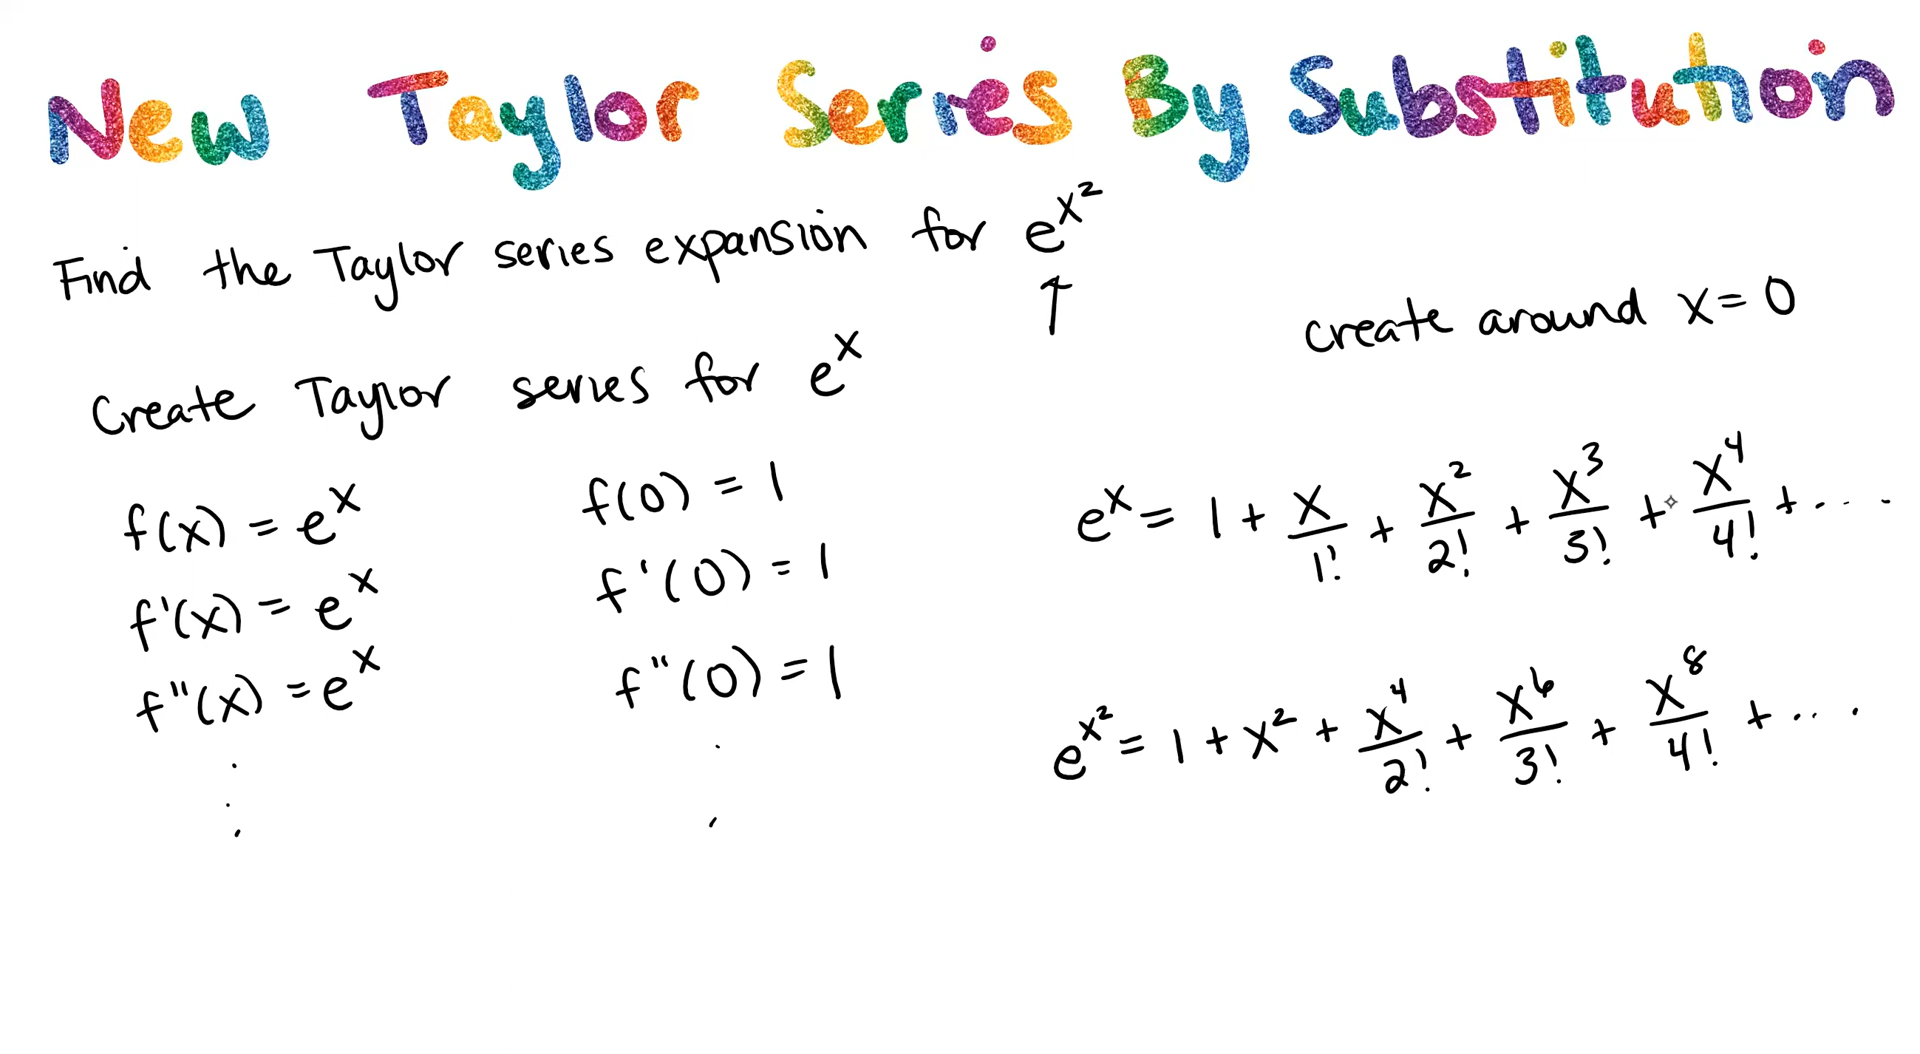 New Taylor Series By Substitution
Find the Taylor series expansion for e^{x^2}
↑
create around x = 0
Create Taylor series for e^x
f(x) = e^x
f'(x) = e^x
f"(x) = e^x
⋮
f(0) = 1
f'(0) = 1
f"(0) = 1
e^x = 1 + x/1! + x^2/2! + x^3/3! + x^4/4! + ....
e^{x^2} = 1 + x^2 + x^4/2! + x^6/3! + x^8/4! + ....